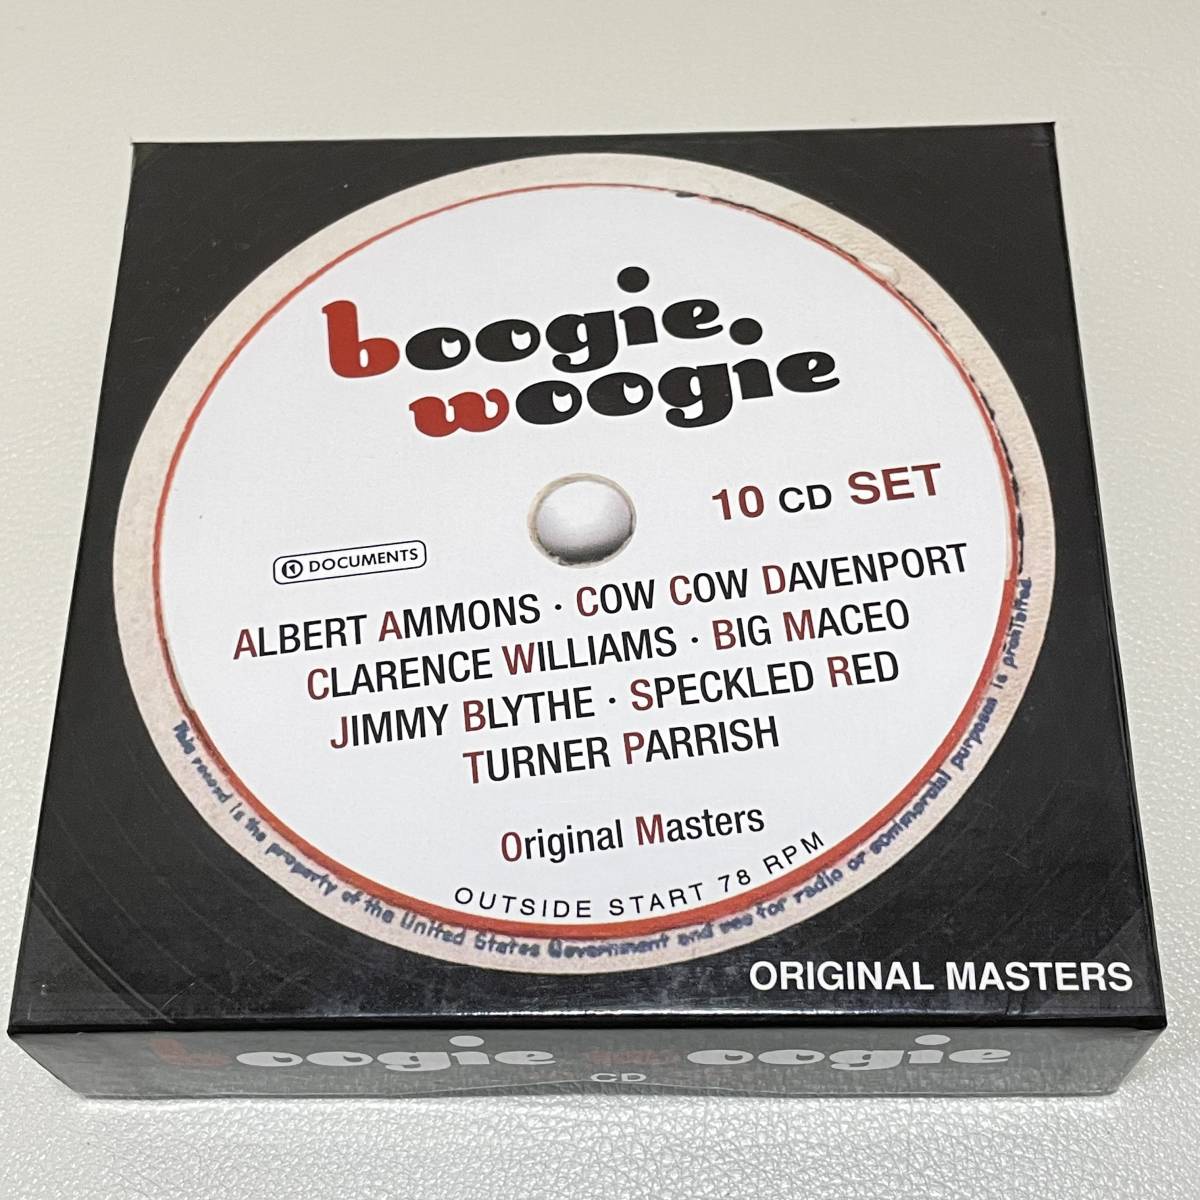 boogie.
woogie
10 CD SET
DOCUMENTS
ALBERT AMMONS · COW COW DAVENPORT
CLARENCE WILLIAMS · BIG MACEO
JIMMY BLYTHE · SPECKLED RED
TURNER PARRISH
Original Masters
OUTSIDE START 78 RPM
This record is the property of the United States Government and use for radio or commercial purposes is prohibited.
ORIGINAL MASTERS
boogie woogie
CD